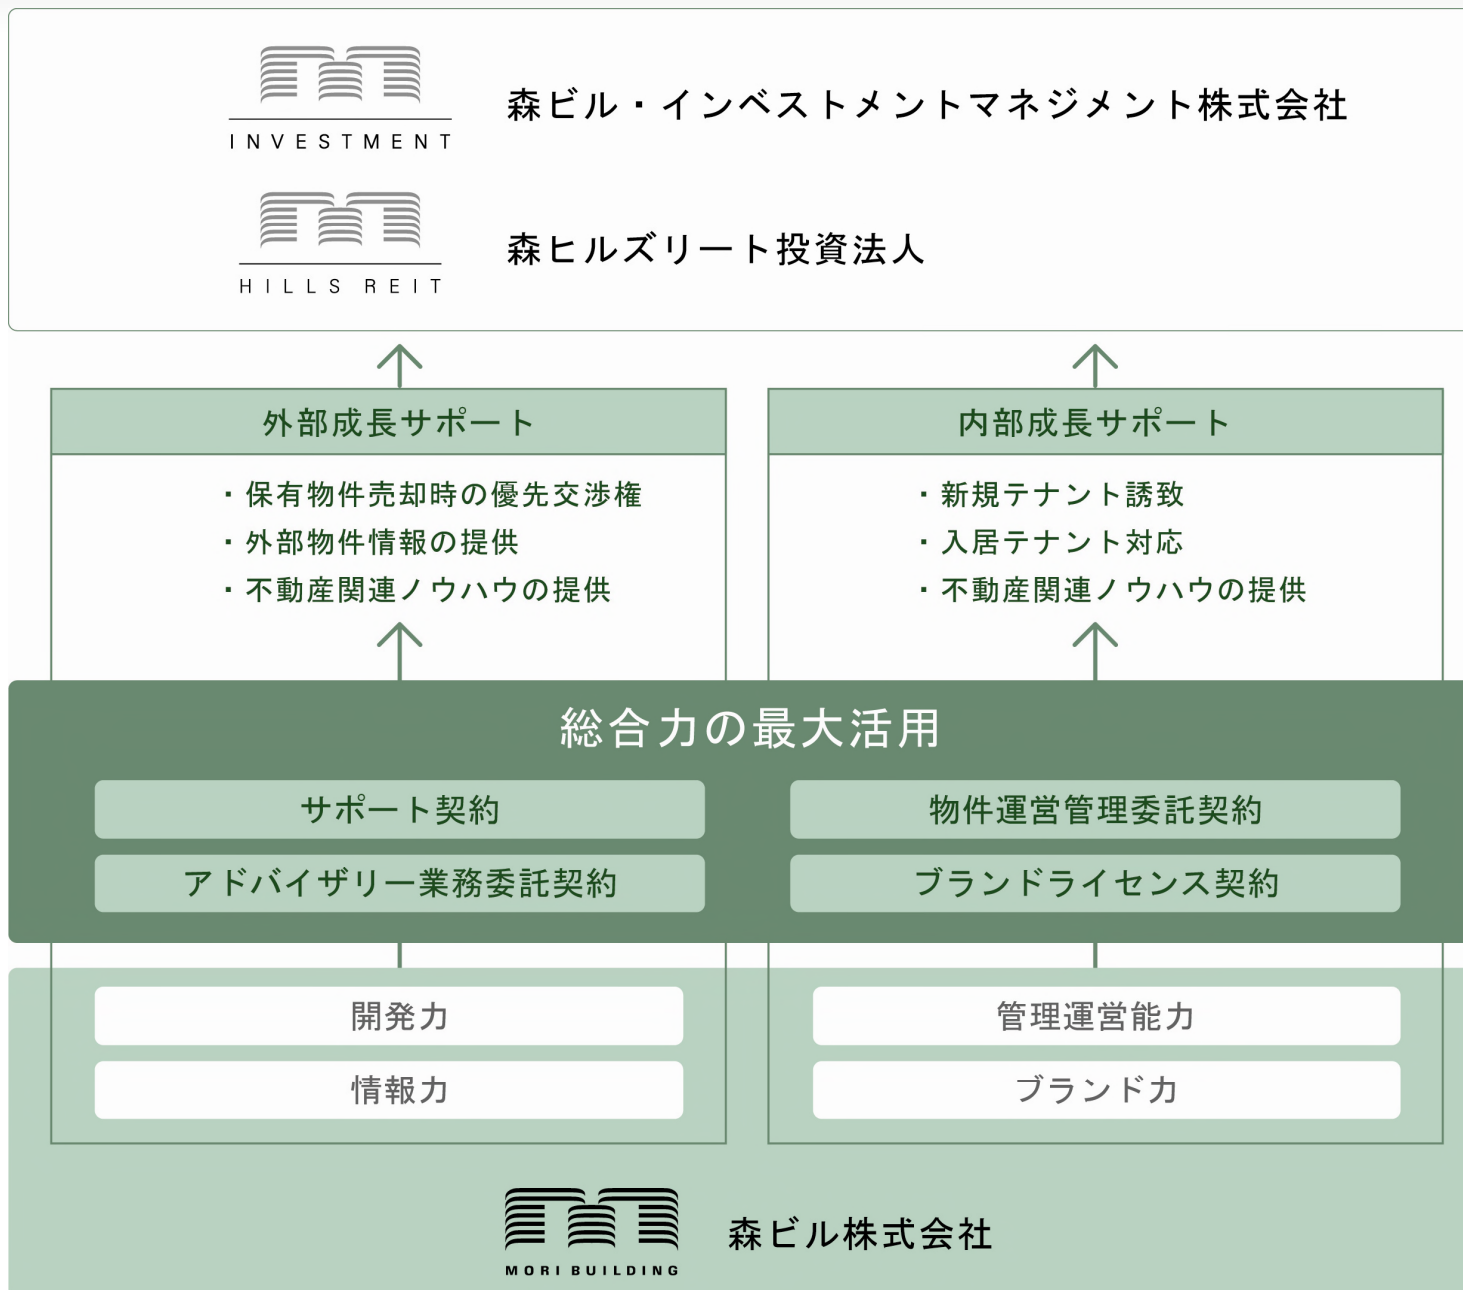 INVESTMENT
森ビル・インベストメントマネジメント株式会社
HILLS REIT
森ヒルズリート投資法人
外部成長サポート
・保有物件売却時の優先交渉権
・外部物件情報の提供
・不動産関連ノウハウの提供
内部成長サポート
・新規テナント誘致
・入居テナント対応
・不動産関連ノウハウの提供
総合力の最大活用
サポート契約
アドバイザリー業務委託契約
物件運営管理委託契約
ブランドライセンス契約
開発力
情報力
管理運営能力
ブランド力
MORI BUILDING
森ビル株式会社